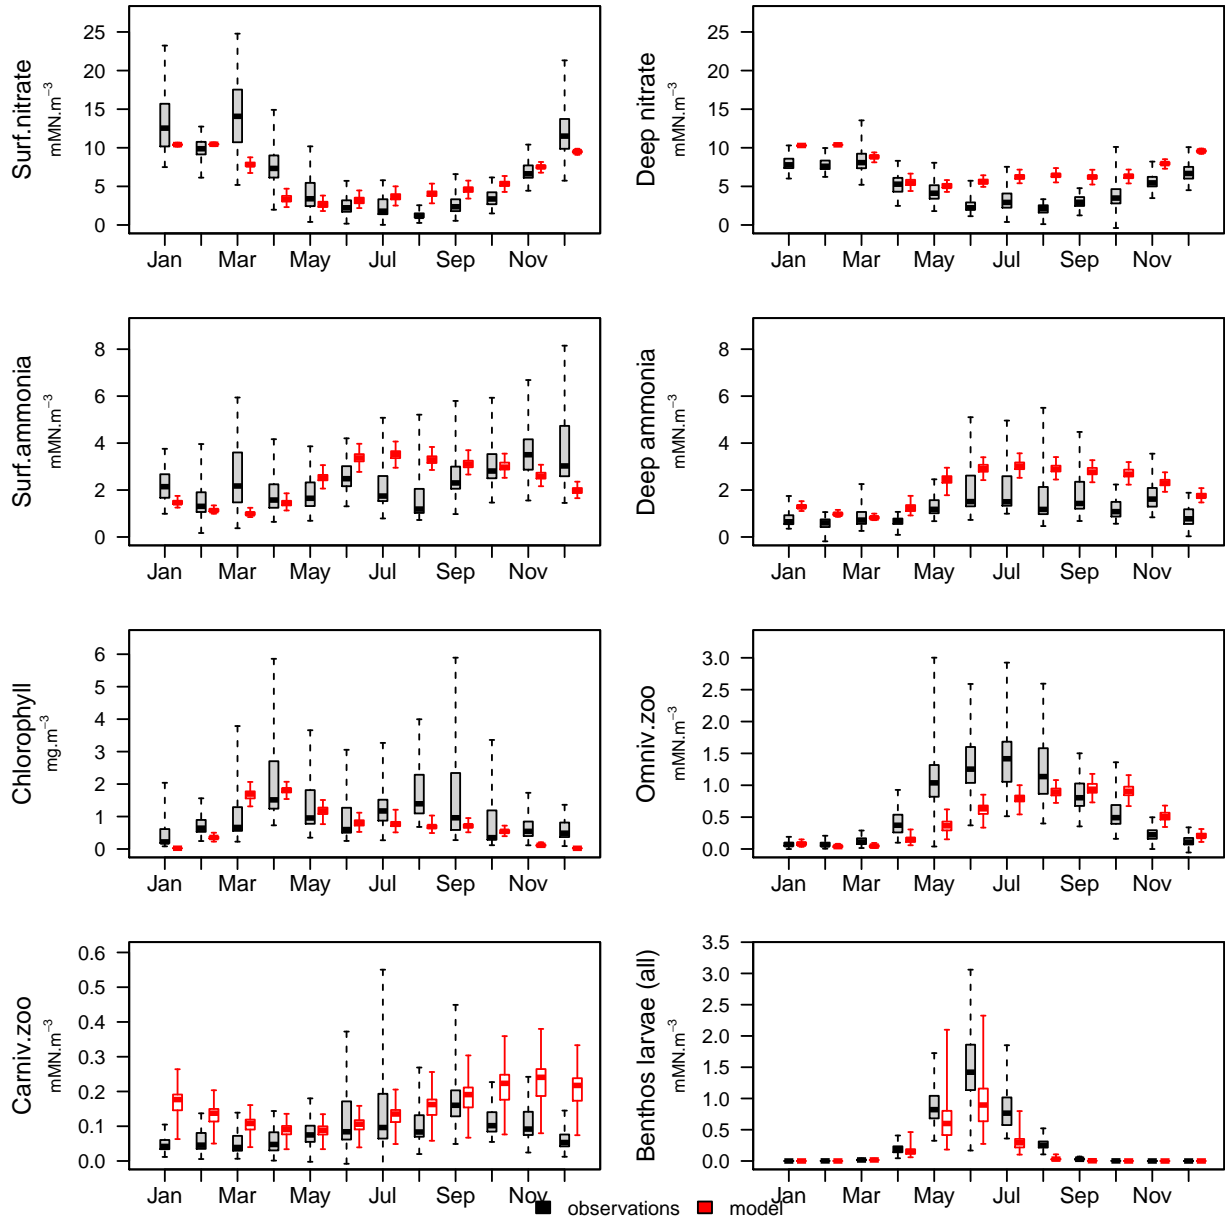 Surf.nitrate
mMN.m⁻³
25
20
15
10
5
0
Jan Mar May Jul Sep Nov
Deep nitrate
mMN.m⁻³
25
20
15
10
5
0
Jan Mar May Jul Sep Nov
Surf.ammonia
mMN.m⁻³
8
6
4
2
0
Jan Mar May Jul Sep Nov
Deep ammonia
mMN.m⁻³
8
6
4
2
0
Jan Mar May Jul Sep Nov
Chlorophyll
mg.m⁻³
6
5
4
3
2
1
0
Jan Mar May Jul Sep Nov
Omniv.zoo
mMN.m⁻³
3.0
2.5
2.0
1.5
1.0
0.5
0.0
Jan Mar May Jul Sep Nov
Carniv.zoo
mMN.m⁻³
0.6
0.5
0.4
0.3
0.2
0.1
0.0
Jan Mar May Jul Sep Nov
Benthos larvae (all)
mMN.m⁻³
3.5
3.0
2.5
2.0
1.5
1.0
0.5
0.0
Jan Mar May Jul Sep Nov
observations model